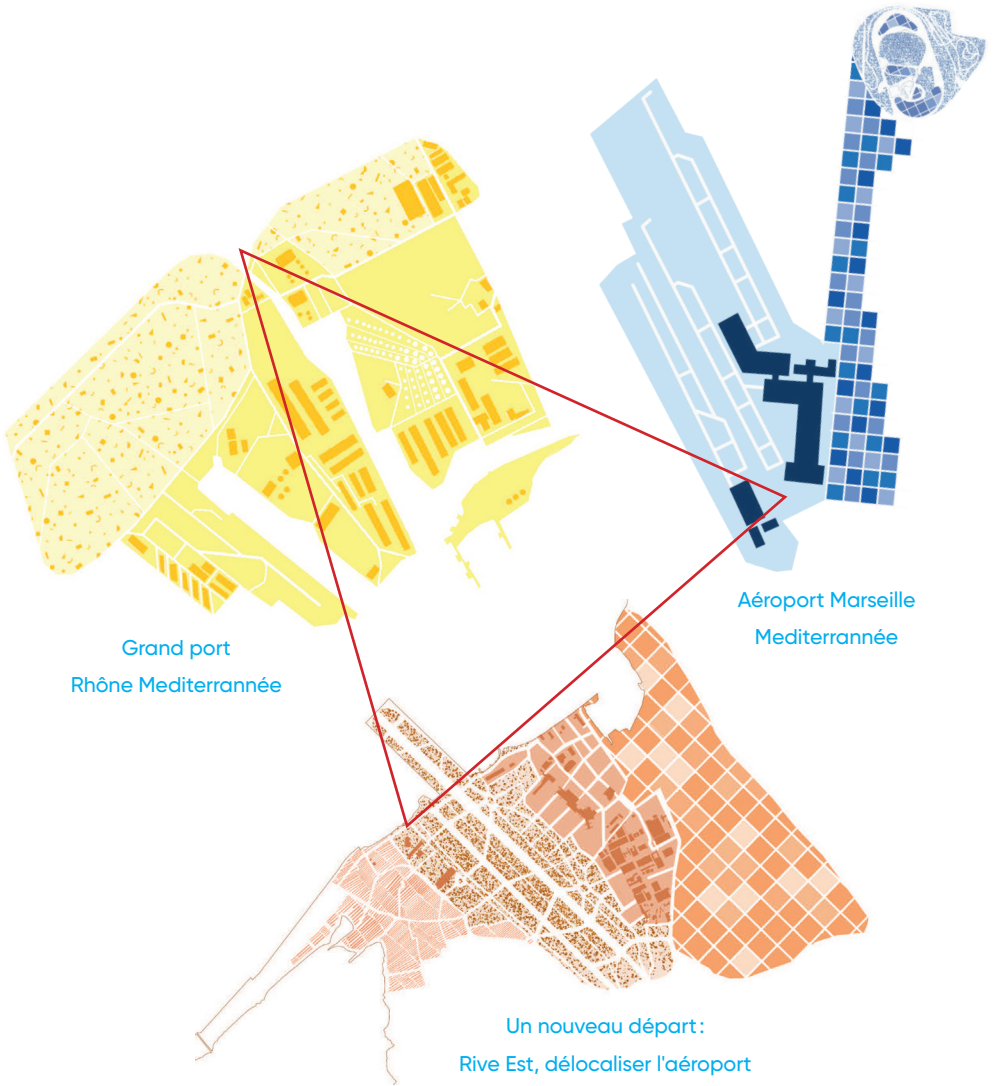 Aéroport Marseille
Mediterrannée
Grand port
Rhône Mediterrannée
Un nouveau départ:
Rive Est, délocaliser l'aéroport